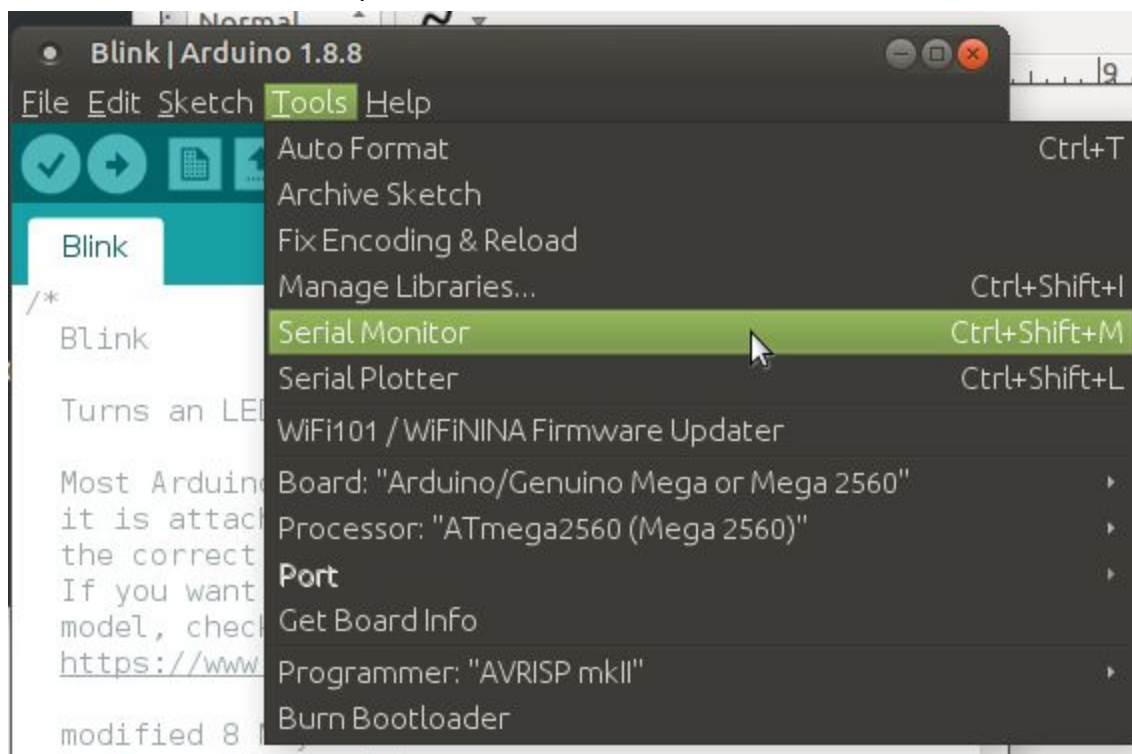 Normal
9
Blink | Arduino 1.8.8
File Edit Sketch Tools Help
Auto Format Ctrl+T
Archive Sketch
Fix Encoding & Reload
Manage Libraries... Ctrl+Shift+I
Serial Monitor Ctrl+Shift+M
Serial Plotter Ctrl+Shift+L
WiFi101 / WiFiNINA Firmware Updater
Board: "Arduino/Genuino Mega or Mega 2560"
Processor: "ATmega2560 (Mega 2560)"
Port
Get Board Info
Programmer: "AVRISP mkII"
Burn Bootloader
Blink
/*
Blink
Turns an LED
Most Arduino
it is attach
the correct
If you want
model, check
https://www.
modified 8